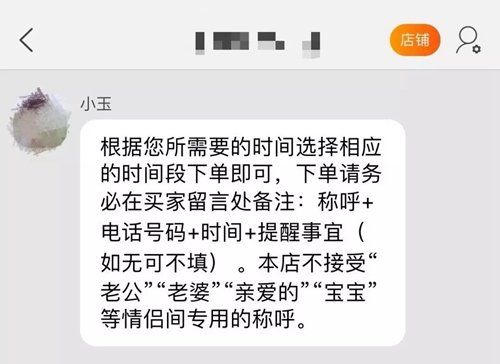 店铺
小玉
根据您所需要的时间选择相应
的时间段下单即可，下单请务
必在买家留言处备注：称呼+
电话号码+时间+提醒事宜（
如无可不填）。本店不接受“
老公”“老婆”“亲爱的”“宝宝”
等情侣间专用的称呼。